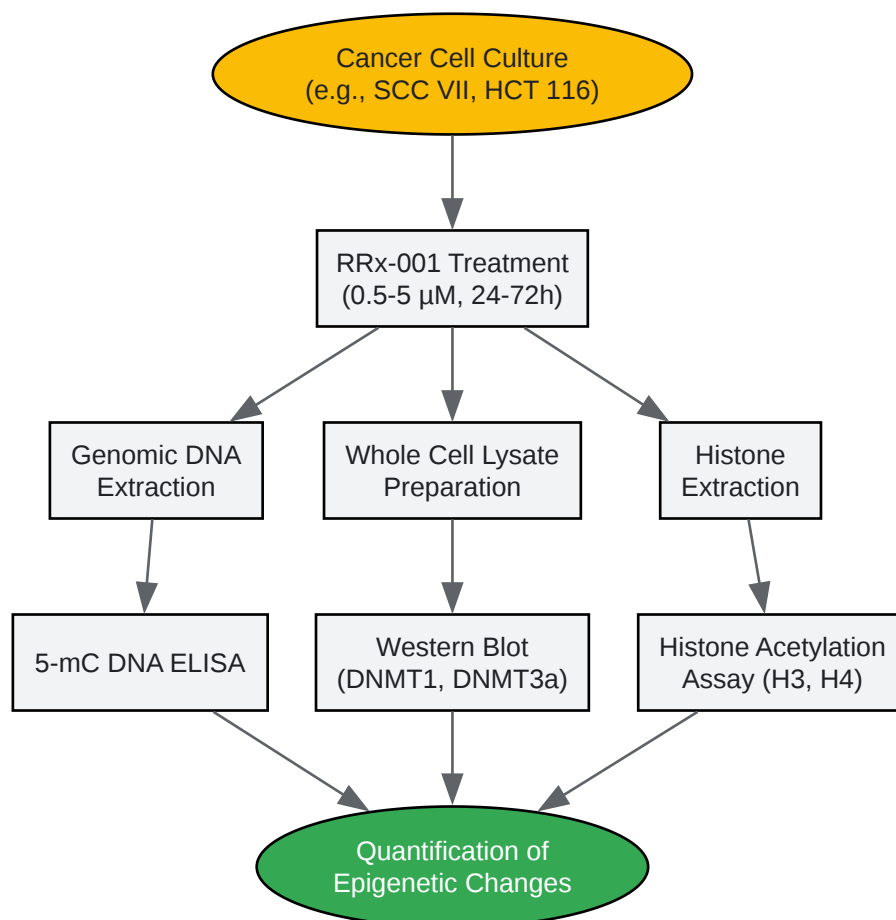 Cancer Cell Culture
(e.g., SCC VII, HCT 116)
RRx-001 Treatment
(0.5-5 µM, 24-72h)
Genomic DNA
Extraction
Whole Cell Lysate
Preparation
Histone
Extraction
5-mC DNA ELISA
Western Blot
(DNMT1, DNMT3a)
Histone Acetylation
Assay (H3, H4)
Quantification of
Epigenetic Changes